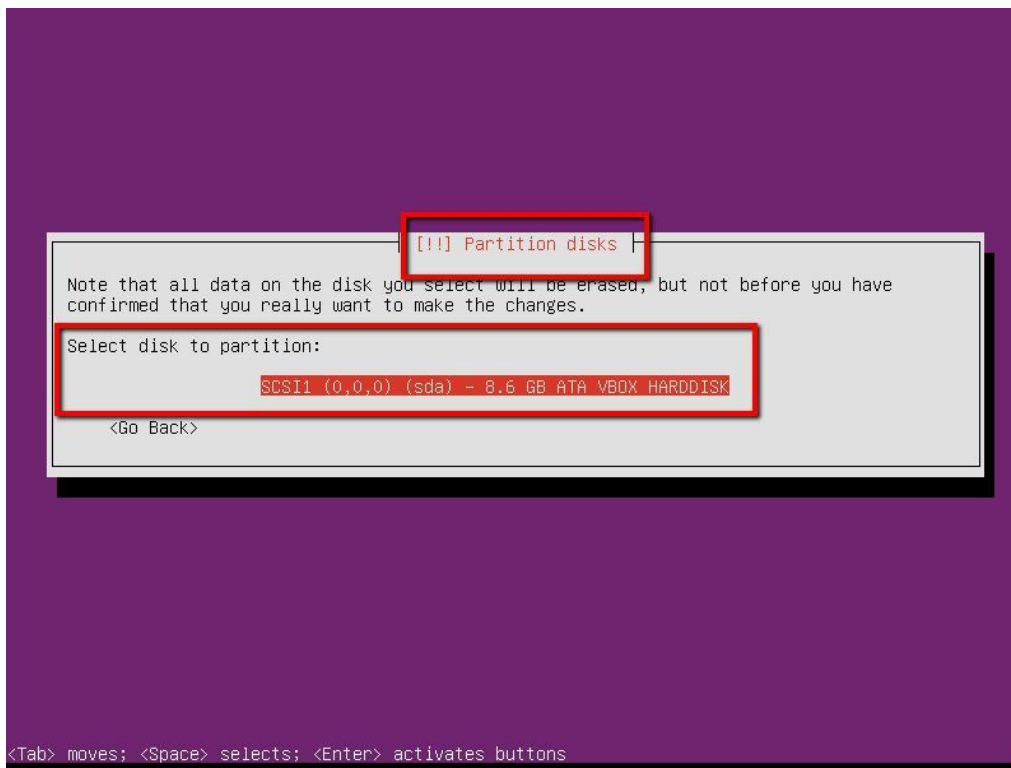 [!!] Partition disks
Note that all data on the disk you select will be erased, but not before you have
confirmed that you really want to make the changes.
Select disk to partition:
SCSI1 (0,0,0) (sda) - 8.6 GB ATA VBOX HARDDISK
<Go Back>
<Tab> moves; <Space> selects; <Enter> activates buttons